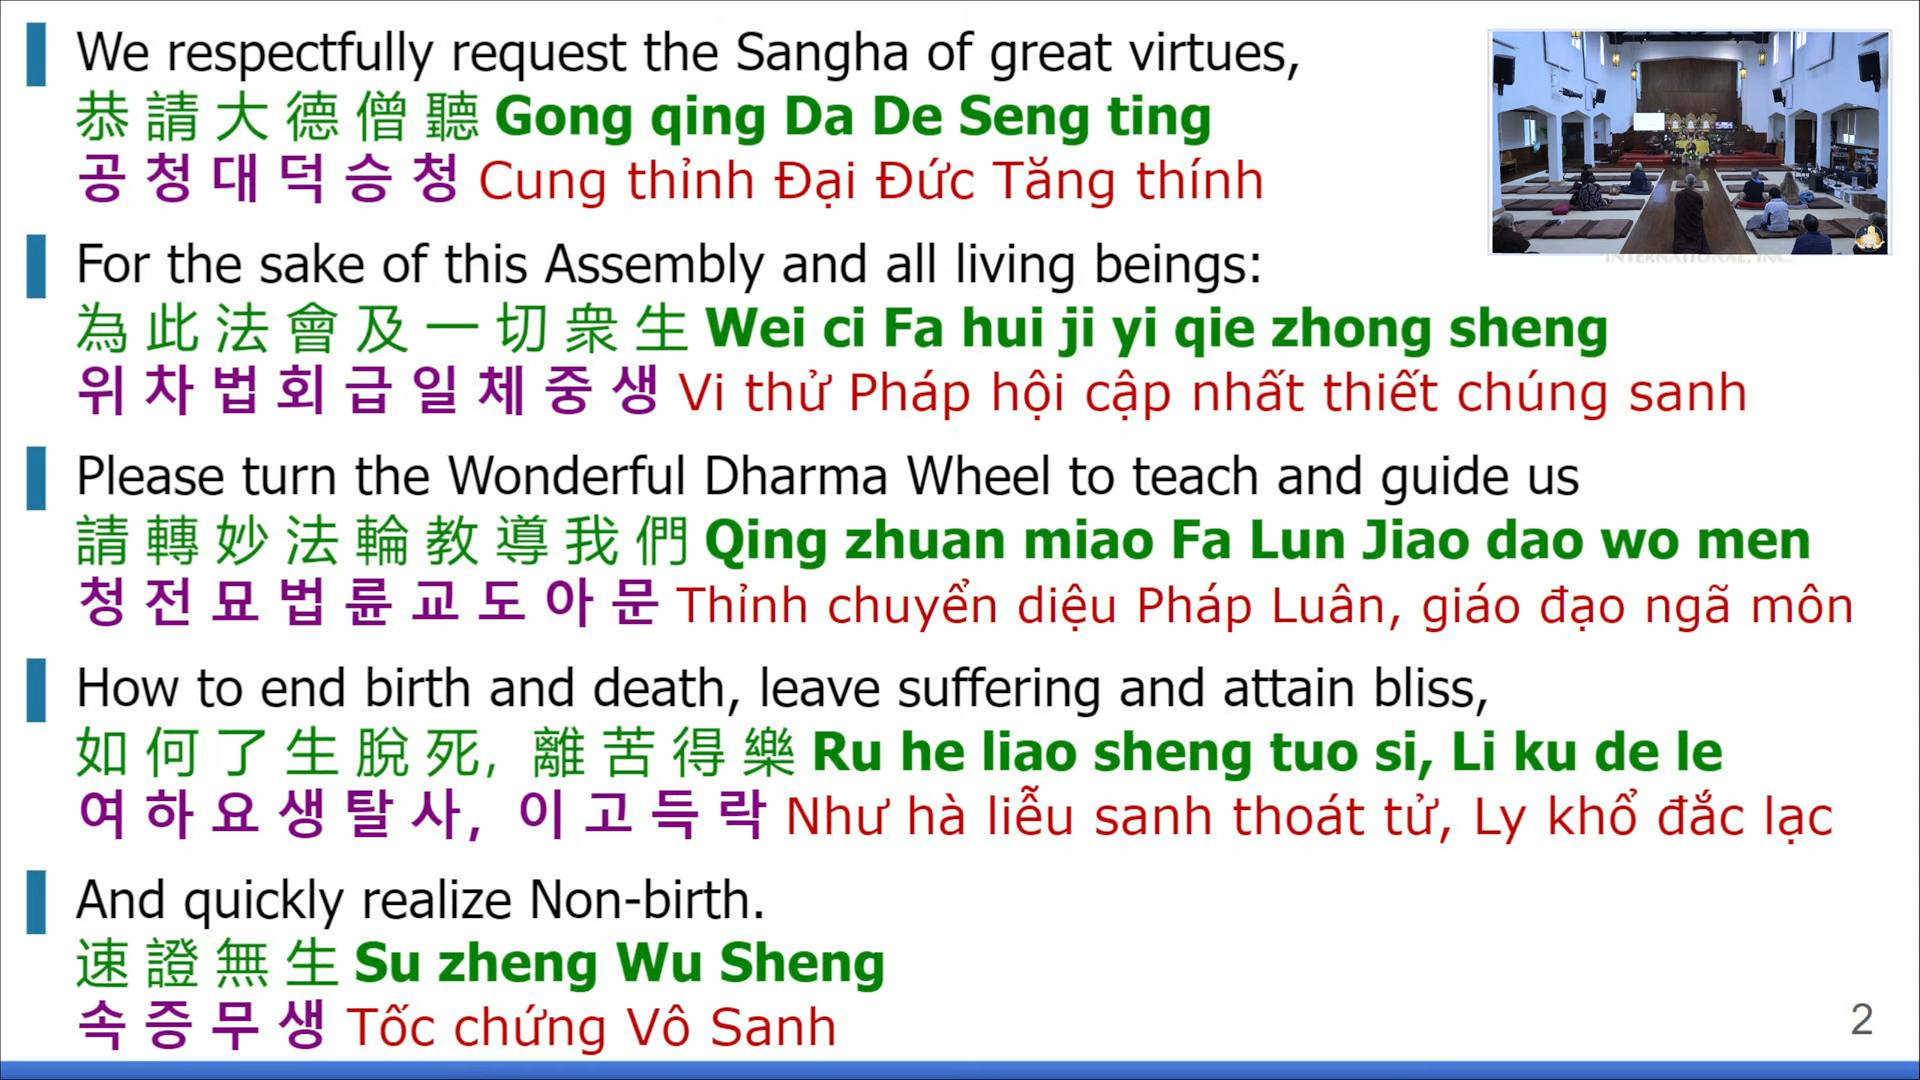 We respectfully request the Sangha of great virtues,
恭 請 大 德 僧 聽 Gong qing Da De Seng ting
공 청 대 덕 승 청 Cung thỉnh Đại Đức Tăng thính
For the sake of this Assembly and all living beings:
為 此 法 會 及 一 切 衆 生 Wei ci Fa hui ji yi qie zhong sheng
위 차 법 회 급 일 체 중 생 Vi thử Pháp hội cập nhất thiết chúng sanh
Please turn the Wonderful Dharma Wheel to teach and guide us
請 轉 妙 法 輪 教 導 我 們 Qing zhuan miao Fa Lun Jiao dao wo men
청 전 묘 법 륜 교 도 아 문 Thỉnh chuyển diệu Pháp Luân, giáo đạo ngã môn
How to end birth and death, leave suffering and attain bliss,
如 何 了 生 脫 死, 離 苦 得 樂 Ru he liao sheng tuo si, Li ku de le
여 하 요 생 탈 사, 이 고 득 락 Như hà liễu sanh thoát tử, Ly khổ đắc lạc
And quickly realize Non-birth.
速 證 無 生 Su zheng Wu Sheng
속 증 무 생 Tốc chứng Vô Sanh
INTERNATIONAL, INC
2